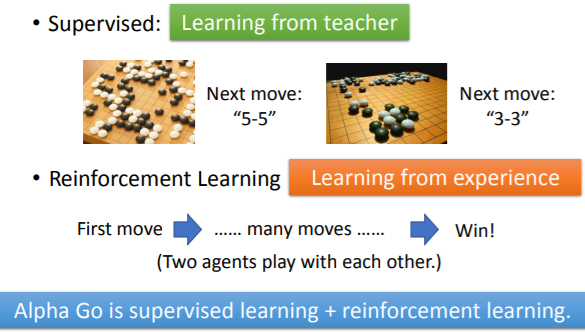 • Supervised: Learning from teacher
Next move:
“5-5”
Next move:
“3-3”
• Reinforcement Learning Learning from experience
First move …… many moves …… Win!
(Two agents play with each other.)
Alpha Go is supervised learning + reinforcement learning.